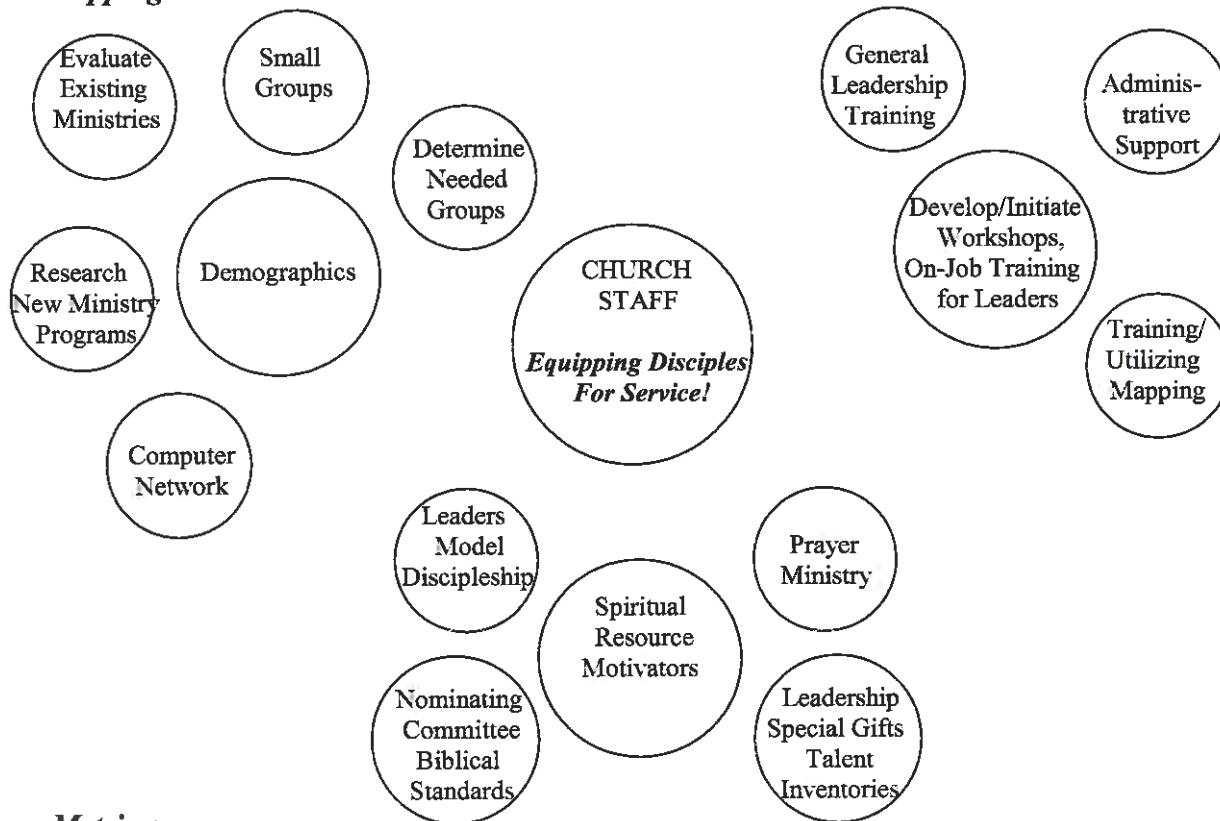 Evaluate
Existing
Ministries
Small
Groups
Determine
Needed
Groups
Research
New Ministry
Programs
Demographics
Computer
Network
CHURCH
STAFF
Equipping Disciples
For Service!
General
Leadership
Training
Adminis-
trative
Support
Develop/Initiate
Workshops,
On-Job Training
for Leaders
Training/
Utilizing
Mapping
Leaders
Model
Discipleship
Prayer
Ministry
Spiritual
Resource
Motivators
Nominating
Committee
Biblical
Standards
Leadership
Special Gifts
Talent
Inventories